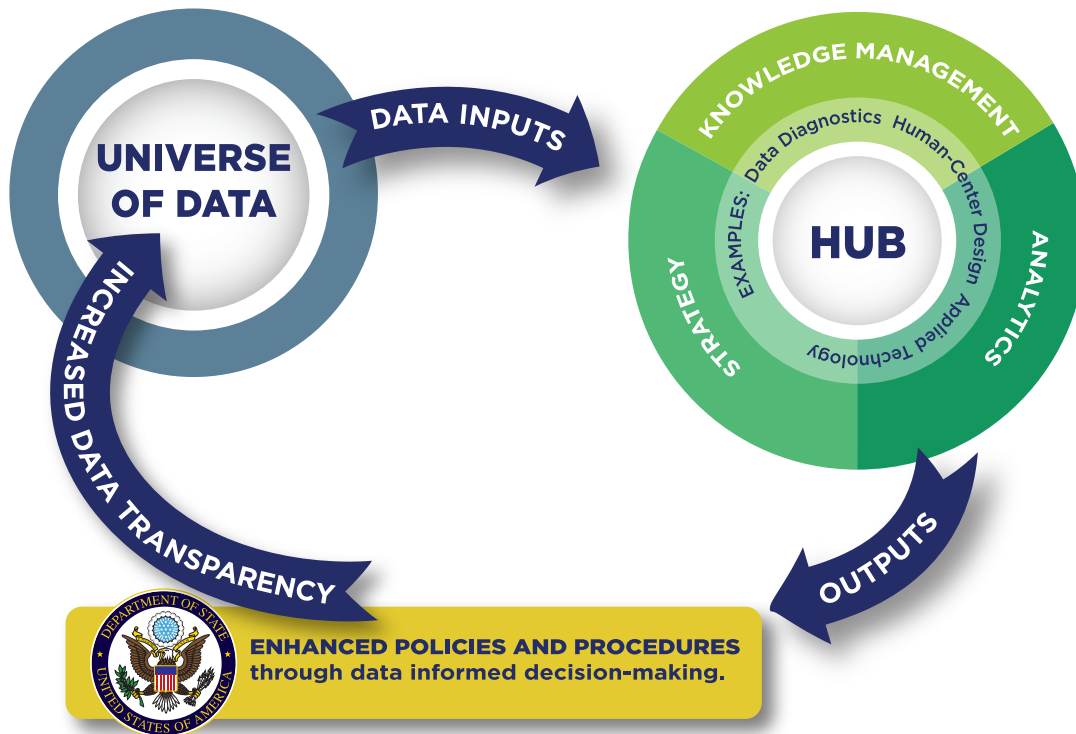 UNIVERSE
OF DATA
DATA INPUTS
KNOWLEDGE MANAGEMENT
ANALYTICS
STRATEGY
EXAMPLES: Data Diagnostics Human-Center Design Applied Technology
HUB
OUTPUTS
ENHANCED POLICIES AND PROCEDURES
through data informed decision-making.
DEPARTMENT OF STATE
UNITED STATES OF AMERICA
INCREASED DATA TRANSPARENCY